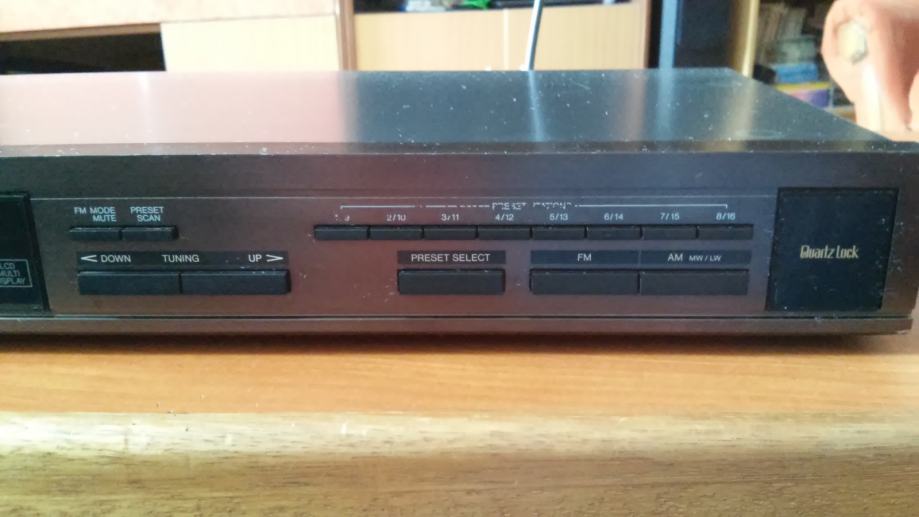 FM MODE
MUTE
PRESET
SCAN
2/10
3/11
4/12
5/13
6/14
7/15
8/16
< DOWN
TUNING
UP >
PRESET SELECT
FM
AM MW / LW
Quartz Lock
LCD
MULTI
DISPLAY